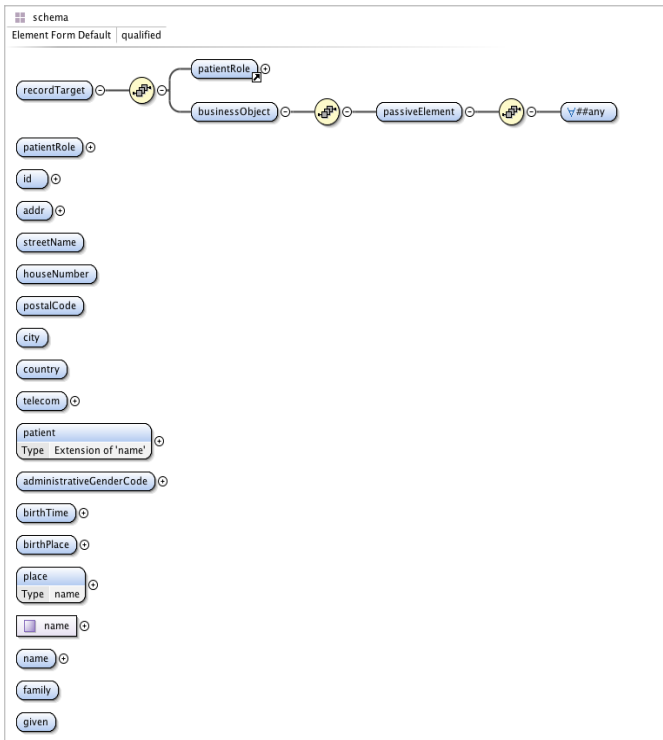 schema
Element Form Default qualified
patientRole
recordTarget
businessObject passiveElement ∀##any
patientRole
id
addr
streetName
houseNumber
postalCode
city
country
telecom
patient
Type Extension of 'name'
administrativeGenderCode
birthTime
birthPlace
place
Type name
name
name
family
given